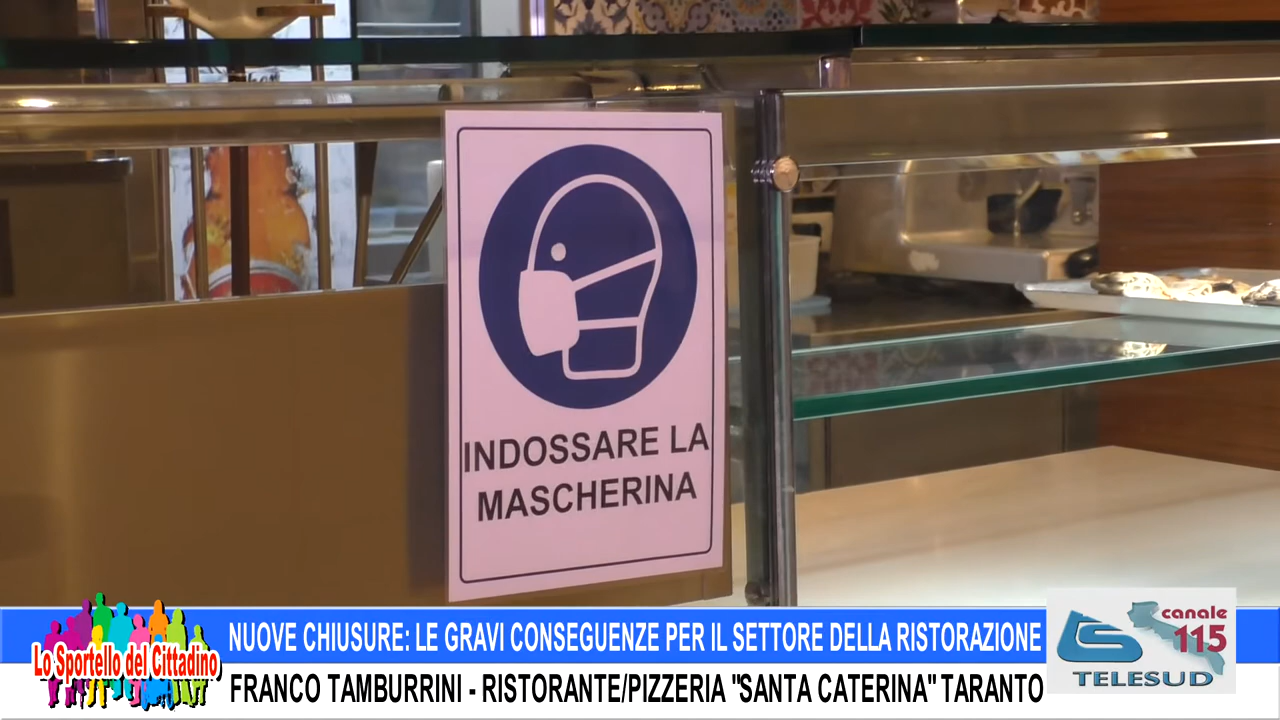 INDOSSARE LA
MASCHERINA
NUOVE CHIUSURE: LE GRAVI CONSEGUENZE PER IL SETTORE DELLA RISTORAZIONE
Lo Sportello del Cittadino
FRANCO TAMBURRINI - RISTORANTE/PIZZERIA "SANTA CATERINA" TARANTO
canale
115
TELESUD